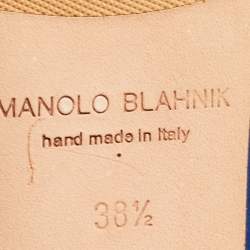 MANOLO BLAHNIK
hand made in Italy
38½